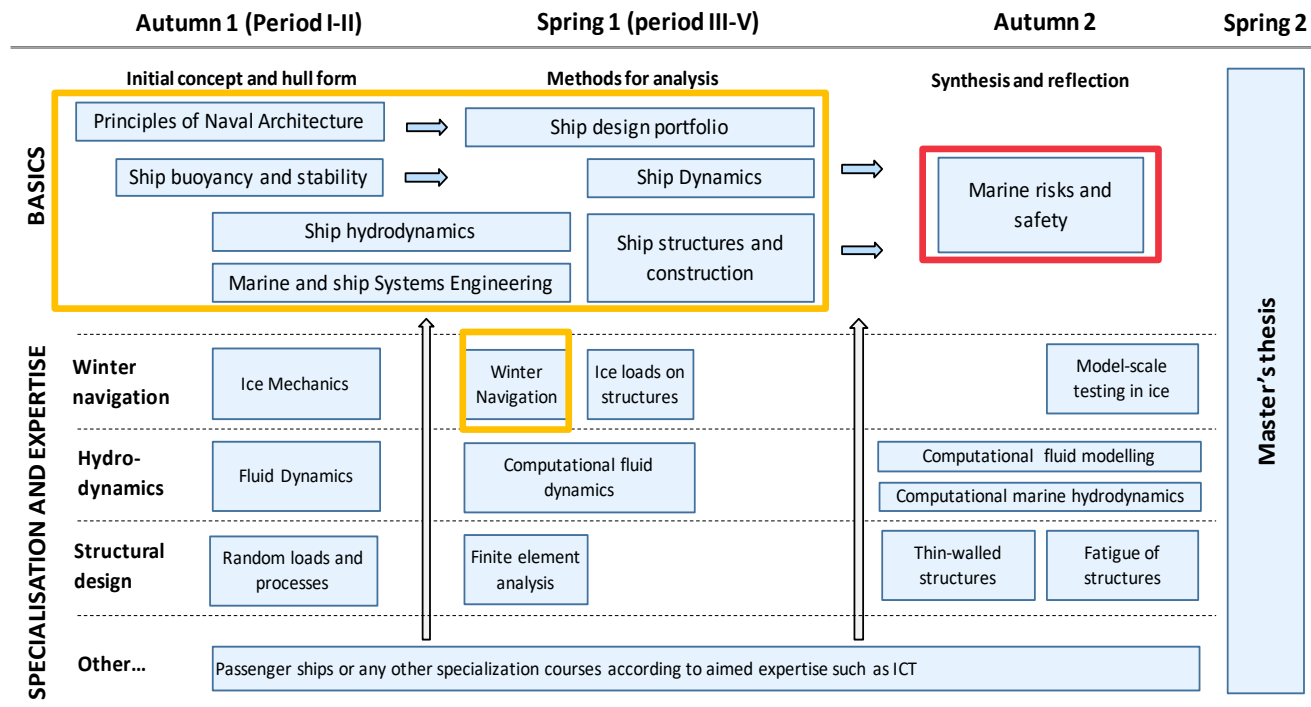 Autumn 1 (Period I-II)
Spring 1 (period III-V)
Autumn 2
Spring 2
Initial concept and hull form
Methods for analysis
Synthesis and reflection
BASICS
Principles of Naval Architecture
Ship design portfolio
Ship buoyancy and stability
Ship Dynamics
Marine risks and
safety
Ship hydrodynamics
Ship structures and
construction
Marine and ship Systems Engineering
Master's thesis
SPECIALISATION AND EXPERTISE
Winter
navigation
Ice Mechanics
Winter
Navigation
Ice loads on
structures
Model-scale
testing in ice
Hydro-
dynamics
Fluid Dynamics
Computational fluid
dynamics
Computational fluid modelling
Computational marine hydrodynamics
Structural
design
Random loads and
processes
Finite element
analysis
Thin-walled
structures
Fatigue of
structures
Other...
Passenger ships or any other specialization courses according to aimed expertise such as ICT